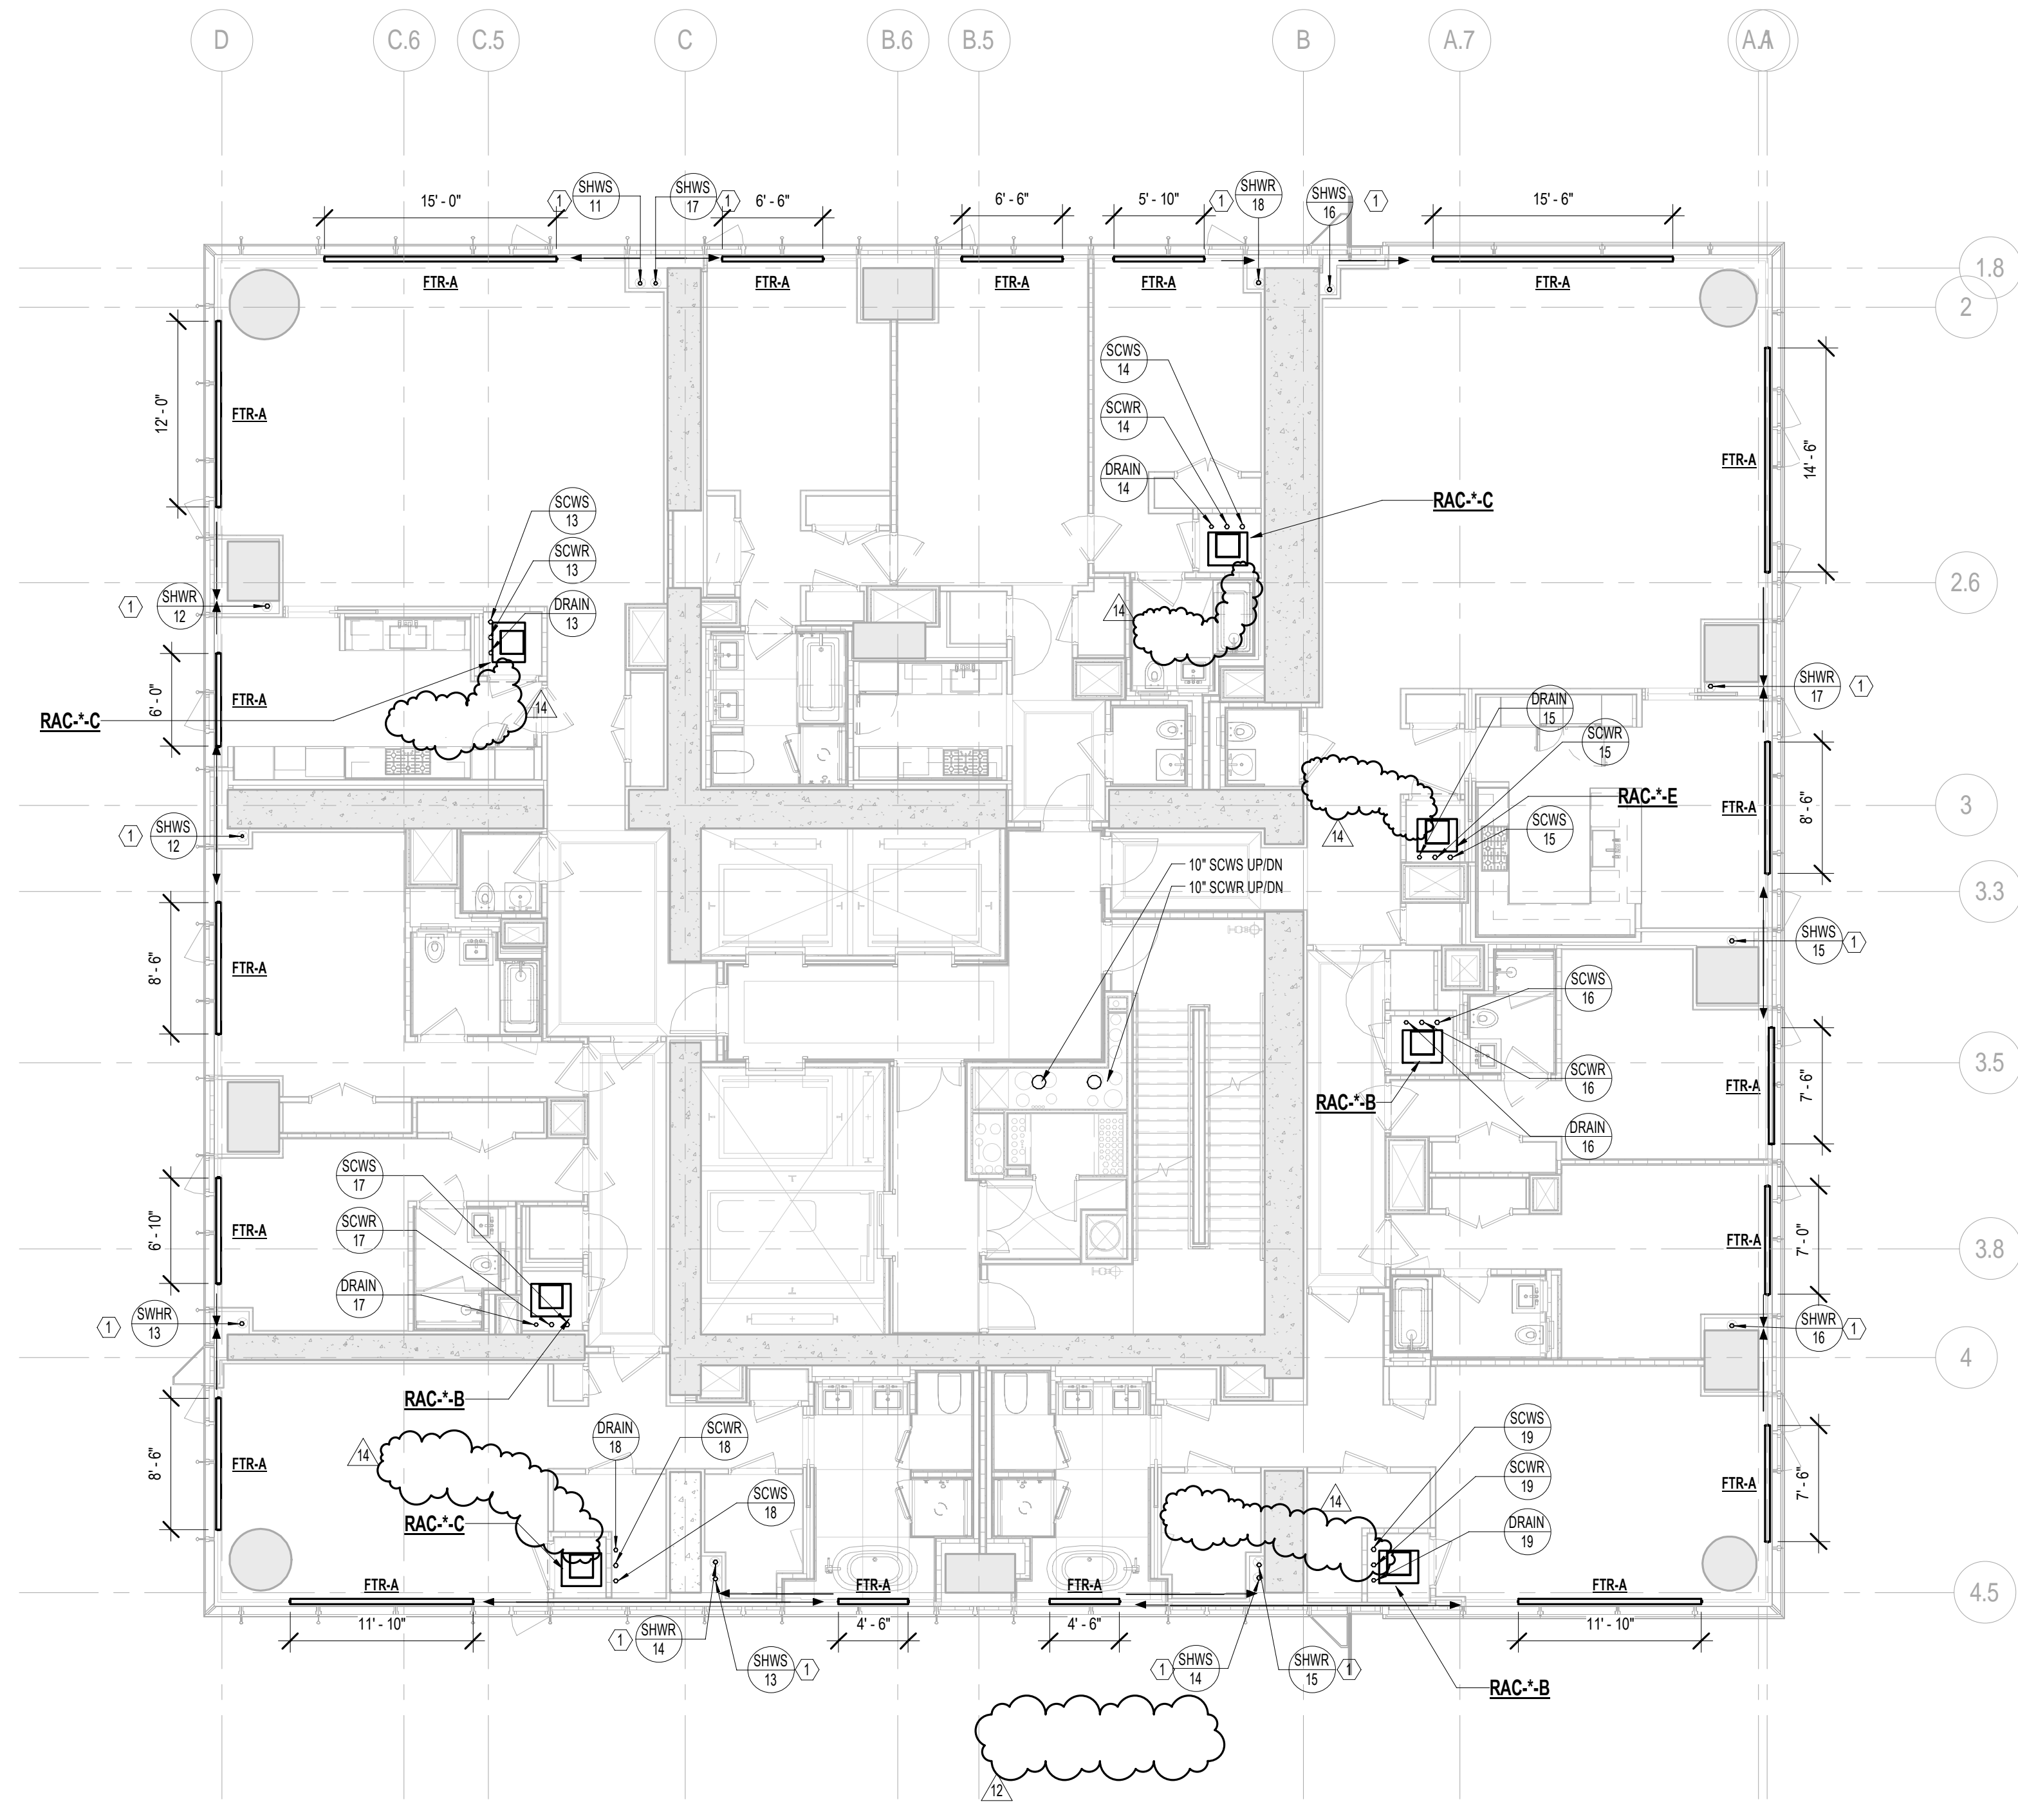 D
C.6
C.5
C
B.6
B.5
B
A.7
A.1
A
15' - 0"
1
SHWS
11
SHWS
17
1
6' - 6"
6' - 6"
5' - 10"
1
SHWR
18
SHWS
16
1
15' - 6"
1.8
2
FTR-A
FTR-A
FTR-A
FTR-A
FTR-A
12' - 0"
FTR-A
SCWS
14
SCWR
14
DRAIN
14
RAC-*-C
FTR-A
14' - 6"
SCWS
13
SCWR
13
DRAIN
13
2.6
1
SHWR
12
14
6' - 0"
FTR-A
RAC-*-C
14
SHWR
17
1
DRAIN
15
SCWR
15
RAC-*-E
SCWS
15
14
FTR-A
8' - 6"
3
1
SHWS
12
10" SCWS UP/DN
10" SCWR UP/DN
3.3
8' - 6"
FTR-A
SHWS
15
1
SCWS
16
SCWR
16
RAC-*-B
DRAIN
16
FTR-A
7' - 6"
3.5
SCWS
17
SCWR
17
DRAIN
17
6' - 10"
FTR-A
FTR-A
7' - 0"
3.8
1
SWHR
13
SHWR
16
1
4
RAC-*-B
8' - 6"
FTR-A
14
DRAIN
18
SCWR
18
SCWS
18
RAC-*-C
14
SCWS
19
SCWR
19
DRAIN
19
FTR-A
7' - 6"
FTR-A
FTR-A
FTR-A
FTR-A
4.5
11' - 10"
1
SHWR
14
SHWS
13
1
4' - 6"
4' - 6"
1
SHWS
14
SHWR
15
1
11' - 10"
RAC-*-B
12